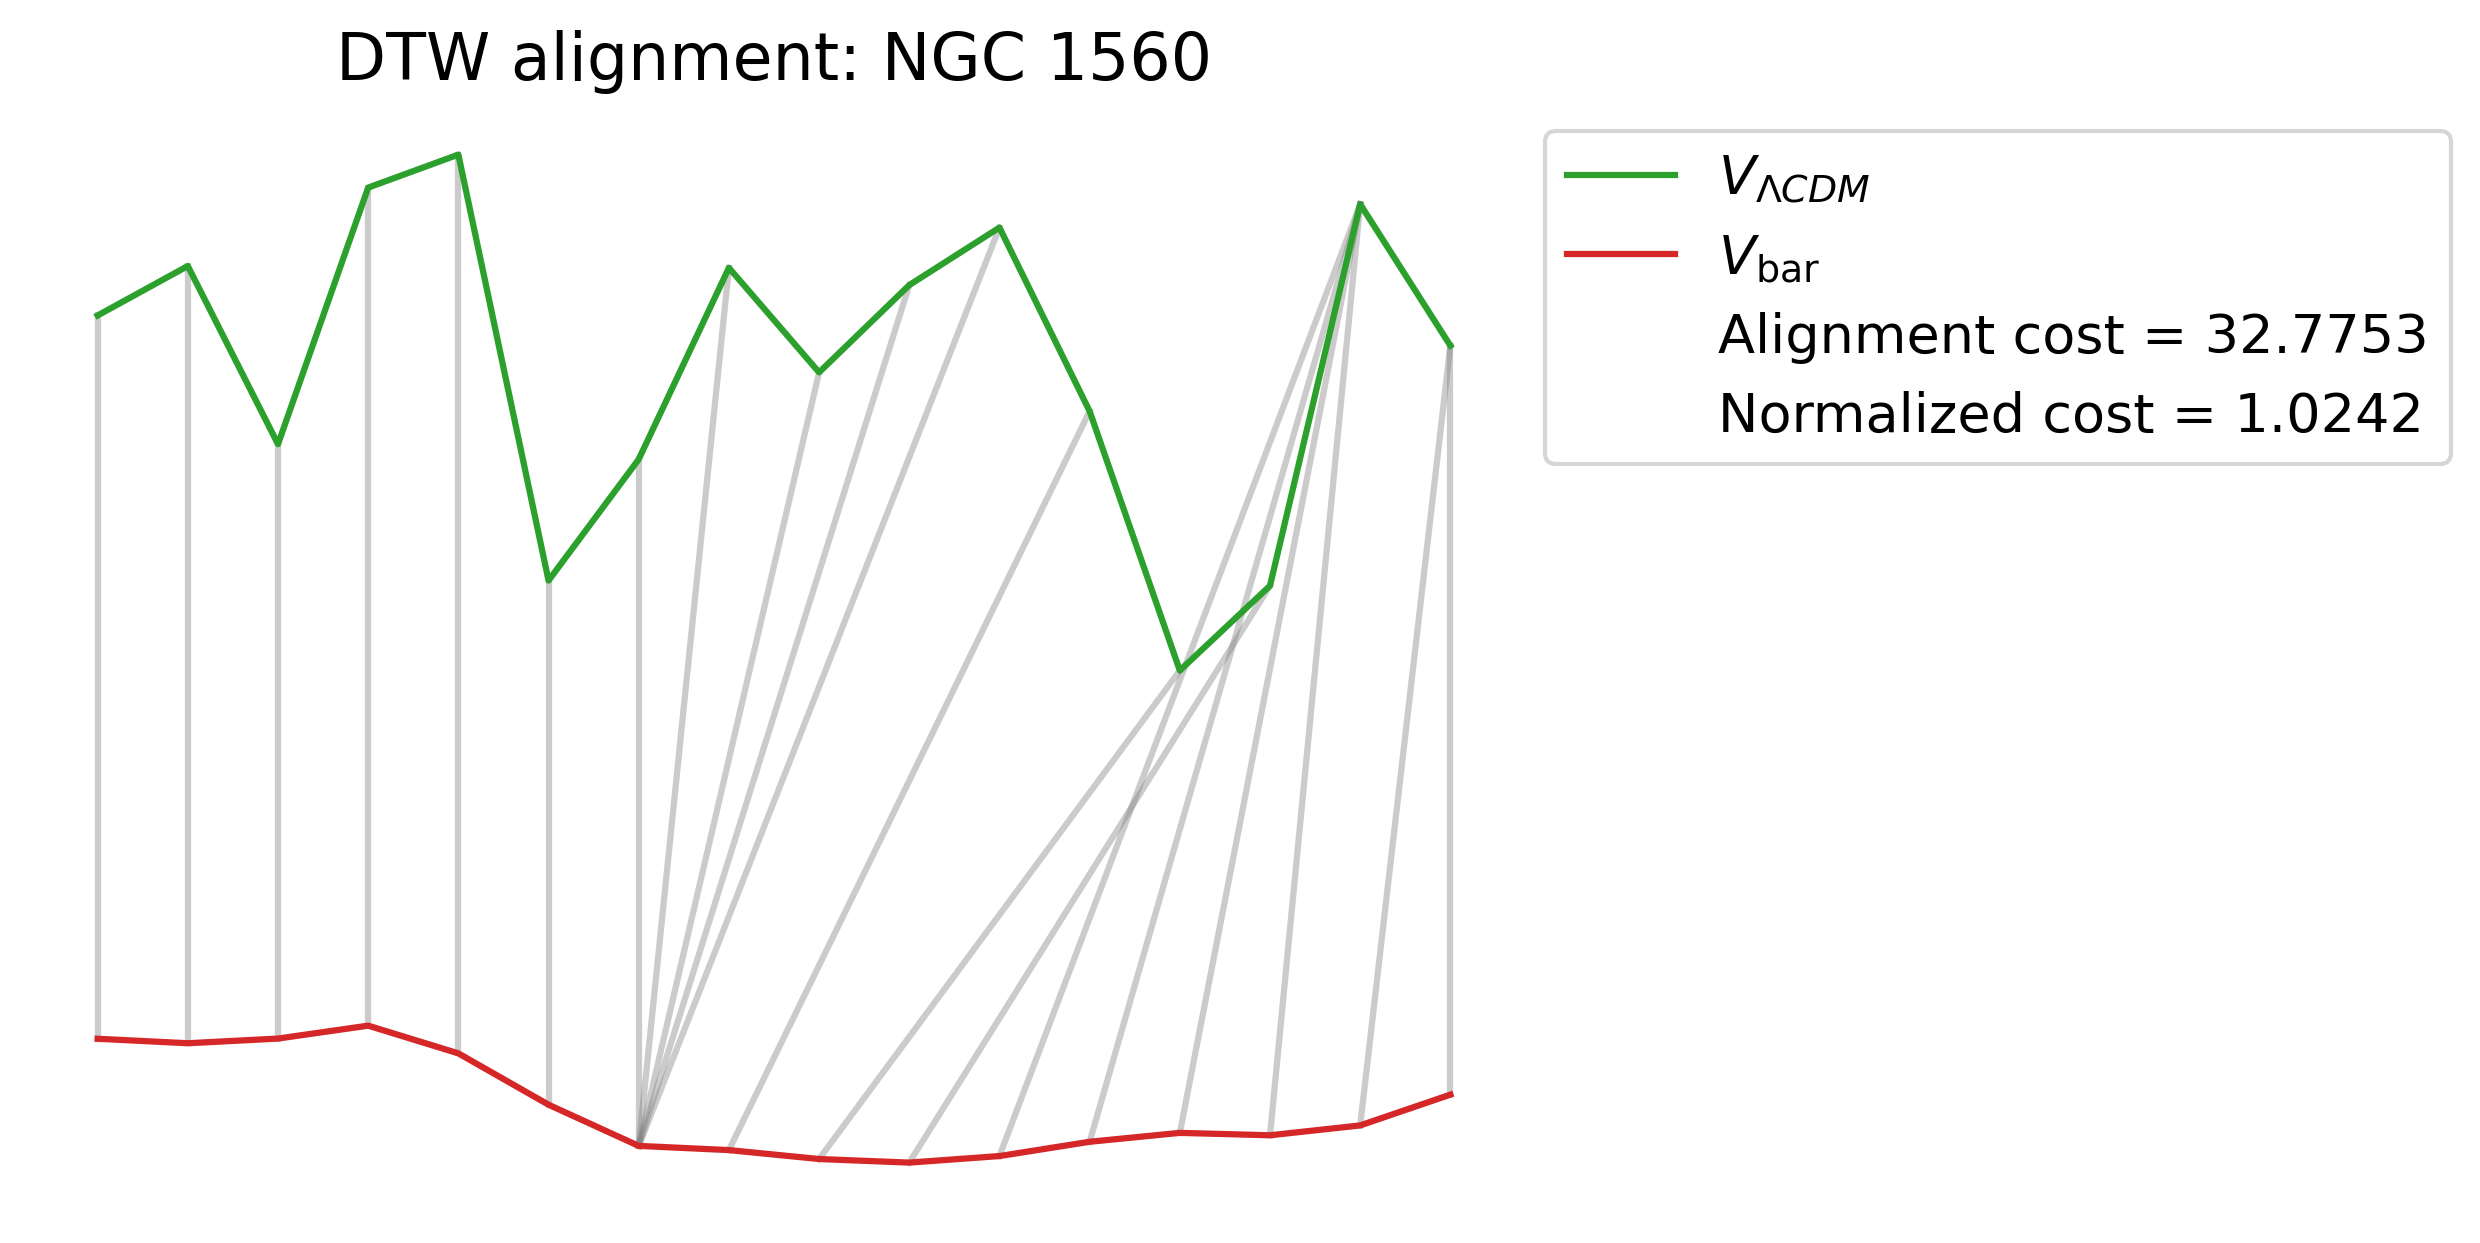 DTW alignment: NGC 1560
V_ΛCDM
V_bar
Alignment cost = 32.7753
Normalized cost = 1.0242